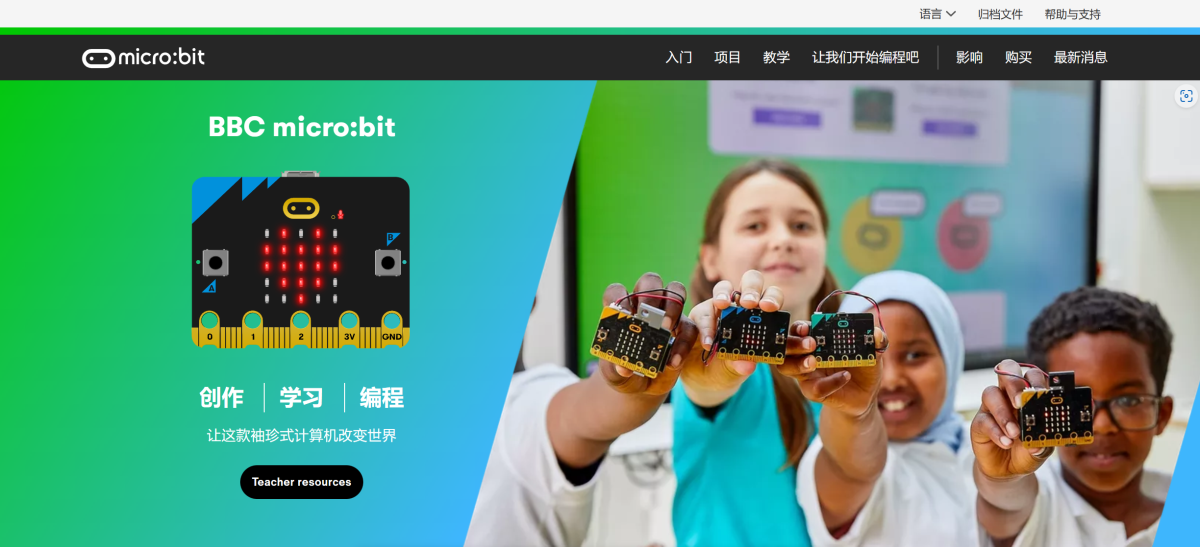 语言
归档文件
帮助与支持
micro:bit
入门
项目
教学
让我们开始编程吧
影响
购买
最新消息
BBC micro:bit
B
A
0 1 2 3V GND
创作 学习 编程
让这款袖珍式计算机改变世界
Teacher resources